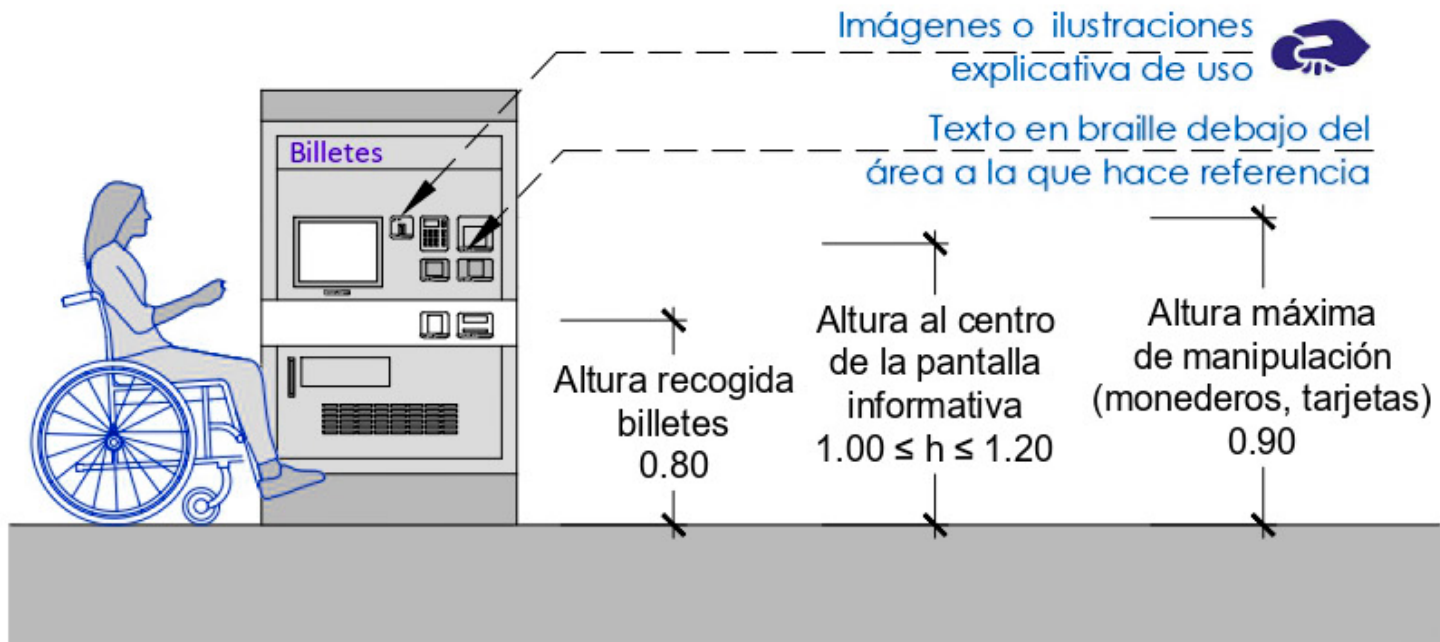 Imágenes o ilustraciones
explicativa de uso
Texto en braille debajo del
área a la que hace referencia
Billetes
Altura recogida
billetes
0.80
Altura al centro
de la pantalla
informativa
1.00 ≤ h ≤ 1.20
Altura máxima
de manipulación
(monederos, tarjetas)
0.90